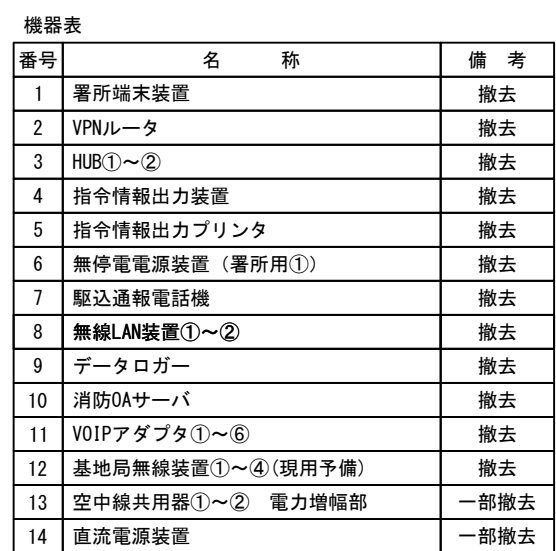 機器表
番号 名 称 備 考
1 署所端末装置 撤去
2 VPNルータ 撤去
3 HUB①～② 撤去
4 指令情報出力装置 撤去
5 指令情報出力プリンタ 撤去
6 無停電電源装置（署所用①） 撤去
7 駆込通報電話機 撤去
8 無線LAN装置①～② 撤去
9 データロガー 撤去
10 消防OAサーバ 撤去
11 VOIPアダプタ①～⑥ 撤去
12 基地局無線装置①～④(現用予備) 撤去
13 空中線共用器①～② 電力増幅部 一部撤去
14 直流電源装置 一部撤去